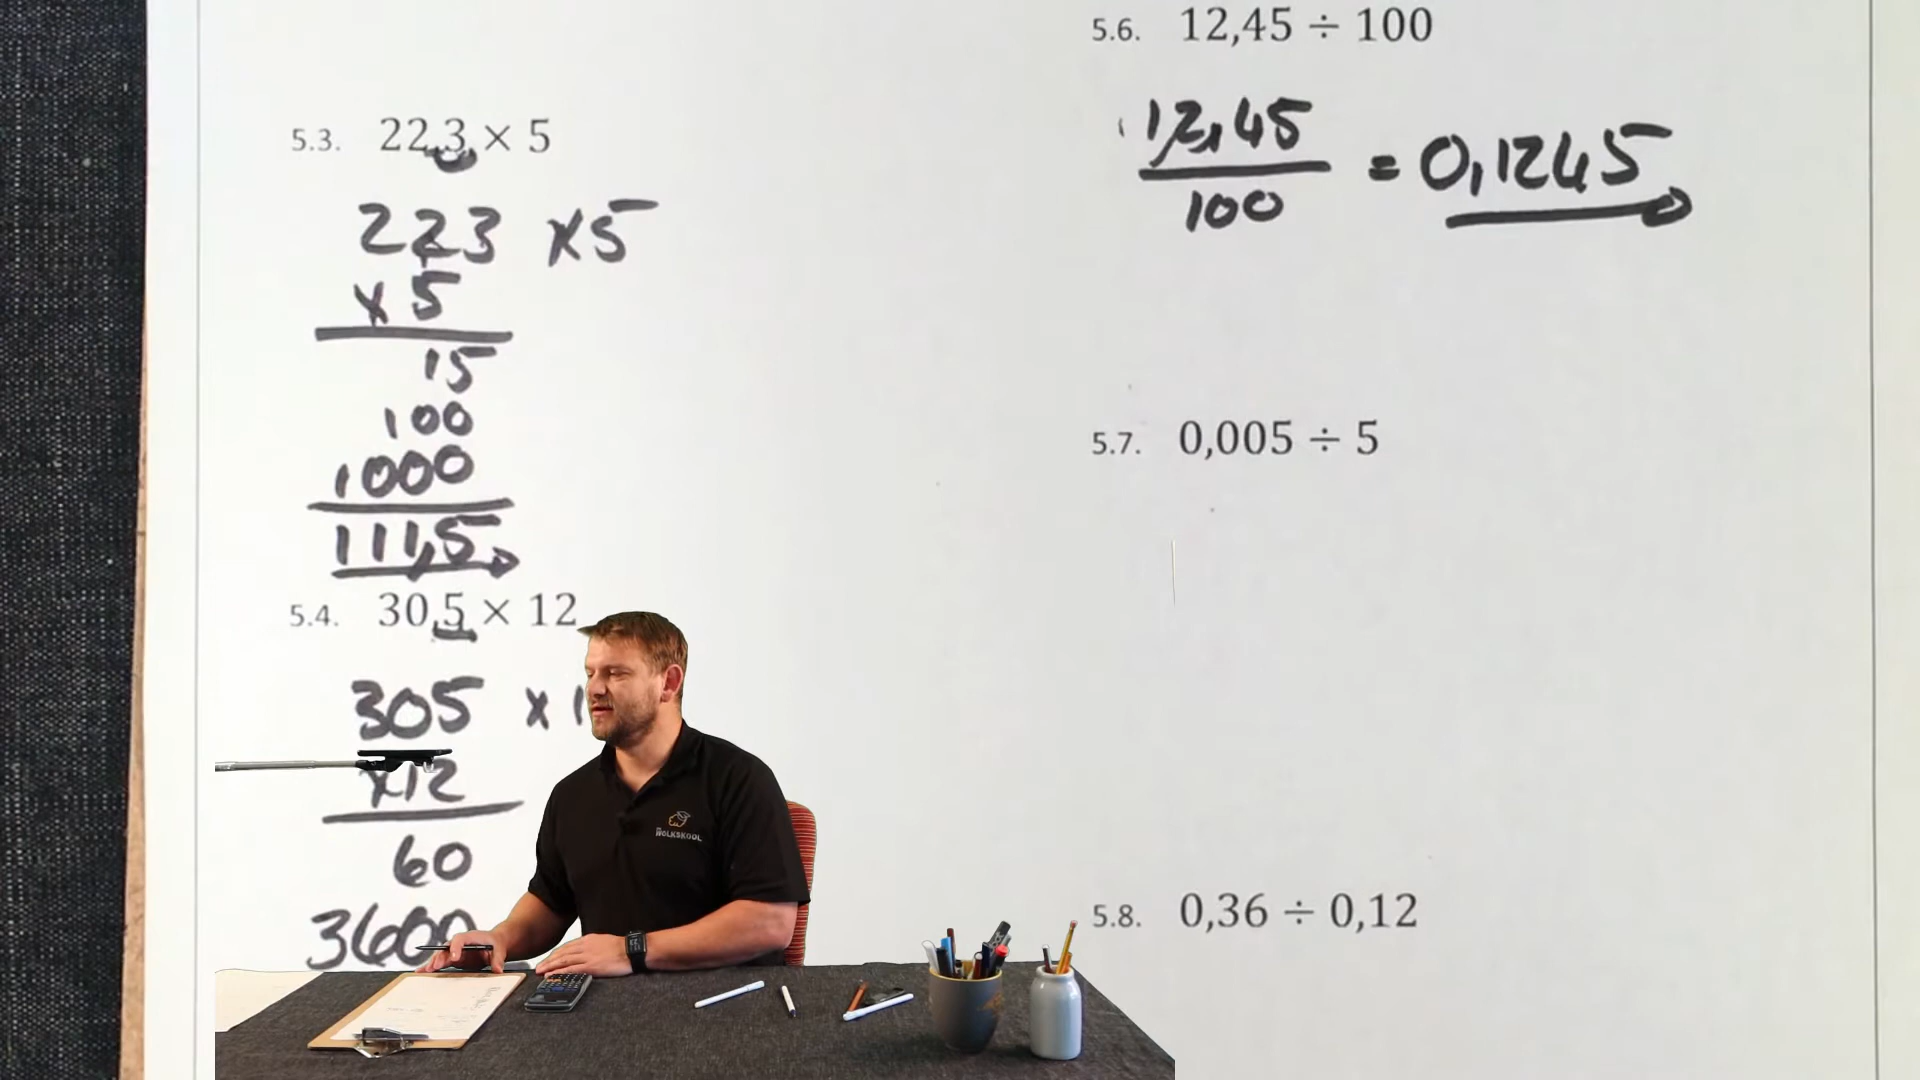 5.3. 22,3 × 5
223 ×5
×5
15
100
1000
111,5
5.4. 30,5 × 12
305 ×
×12
60
3600
WOLKSKOOL
5.6. 12,45 ÷ 100
12,45
100
= 0,1245
5.7. 0,005 ÷ 5
5.8. 0,36 ÷ 0,12